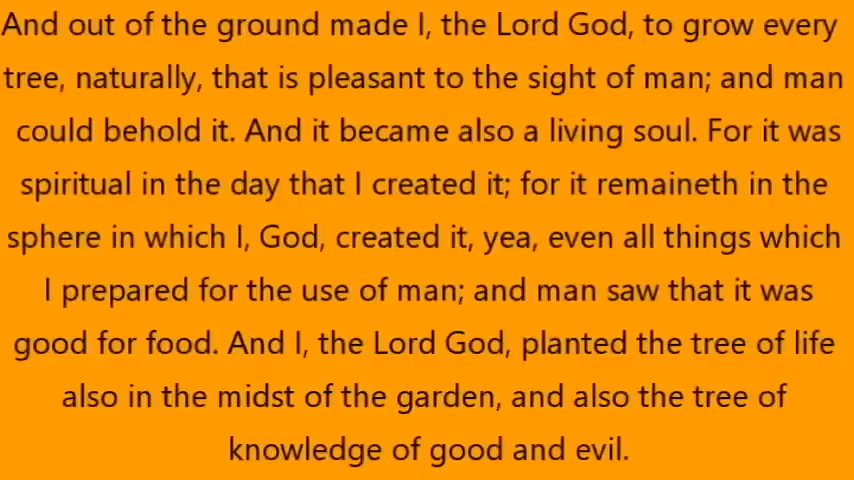 And out of the ground made I, the Lord God, to grow every
tree, naturally, that is pleasant to the sight of man; and man
could behold it. And it became also a living soul. For it was
spiritual in the day that I created it; for it remaineth in the
sphere in which I, God, created it, yea, even all things which
I prepared for the use of man; and man saw that it was
good for food. And I, the Lord God, planted the tree of life
also in the midst of the garden, and also the tree of
knowledge of good and evil.